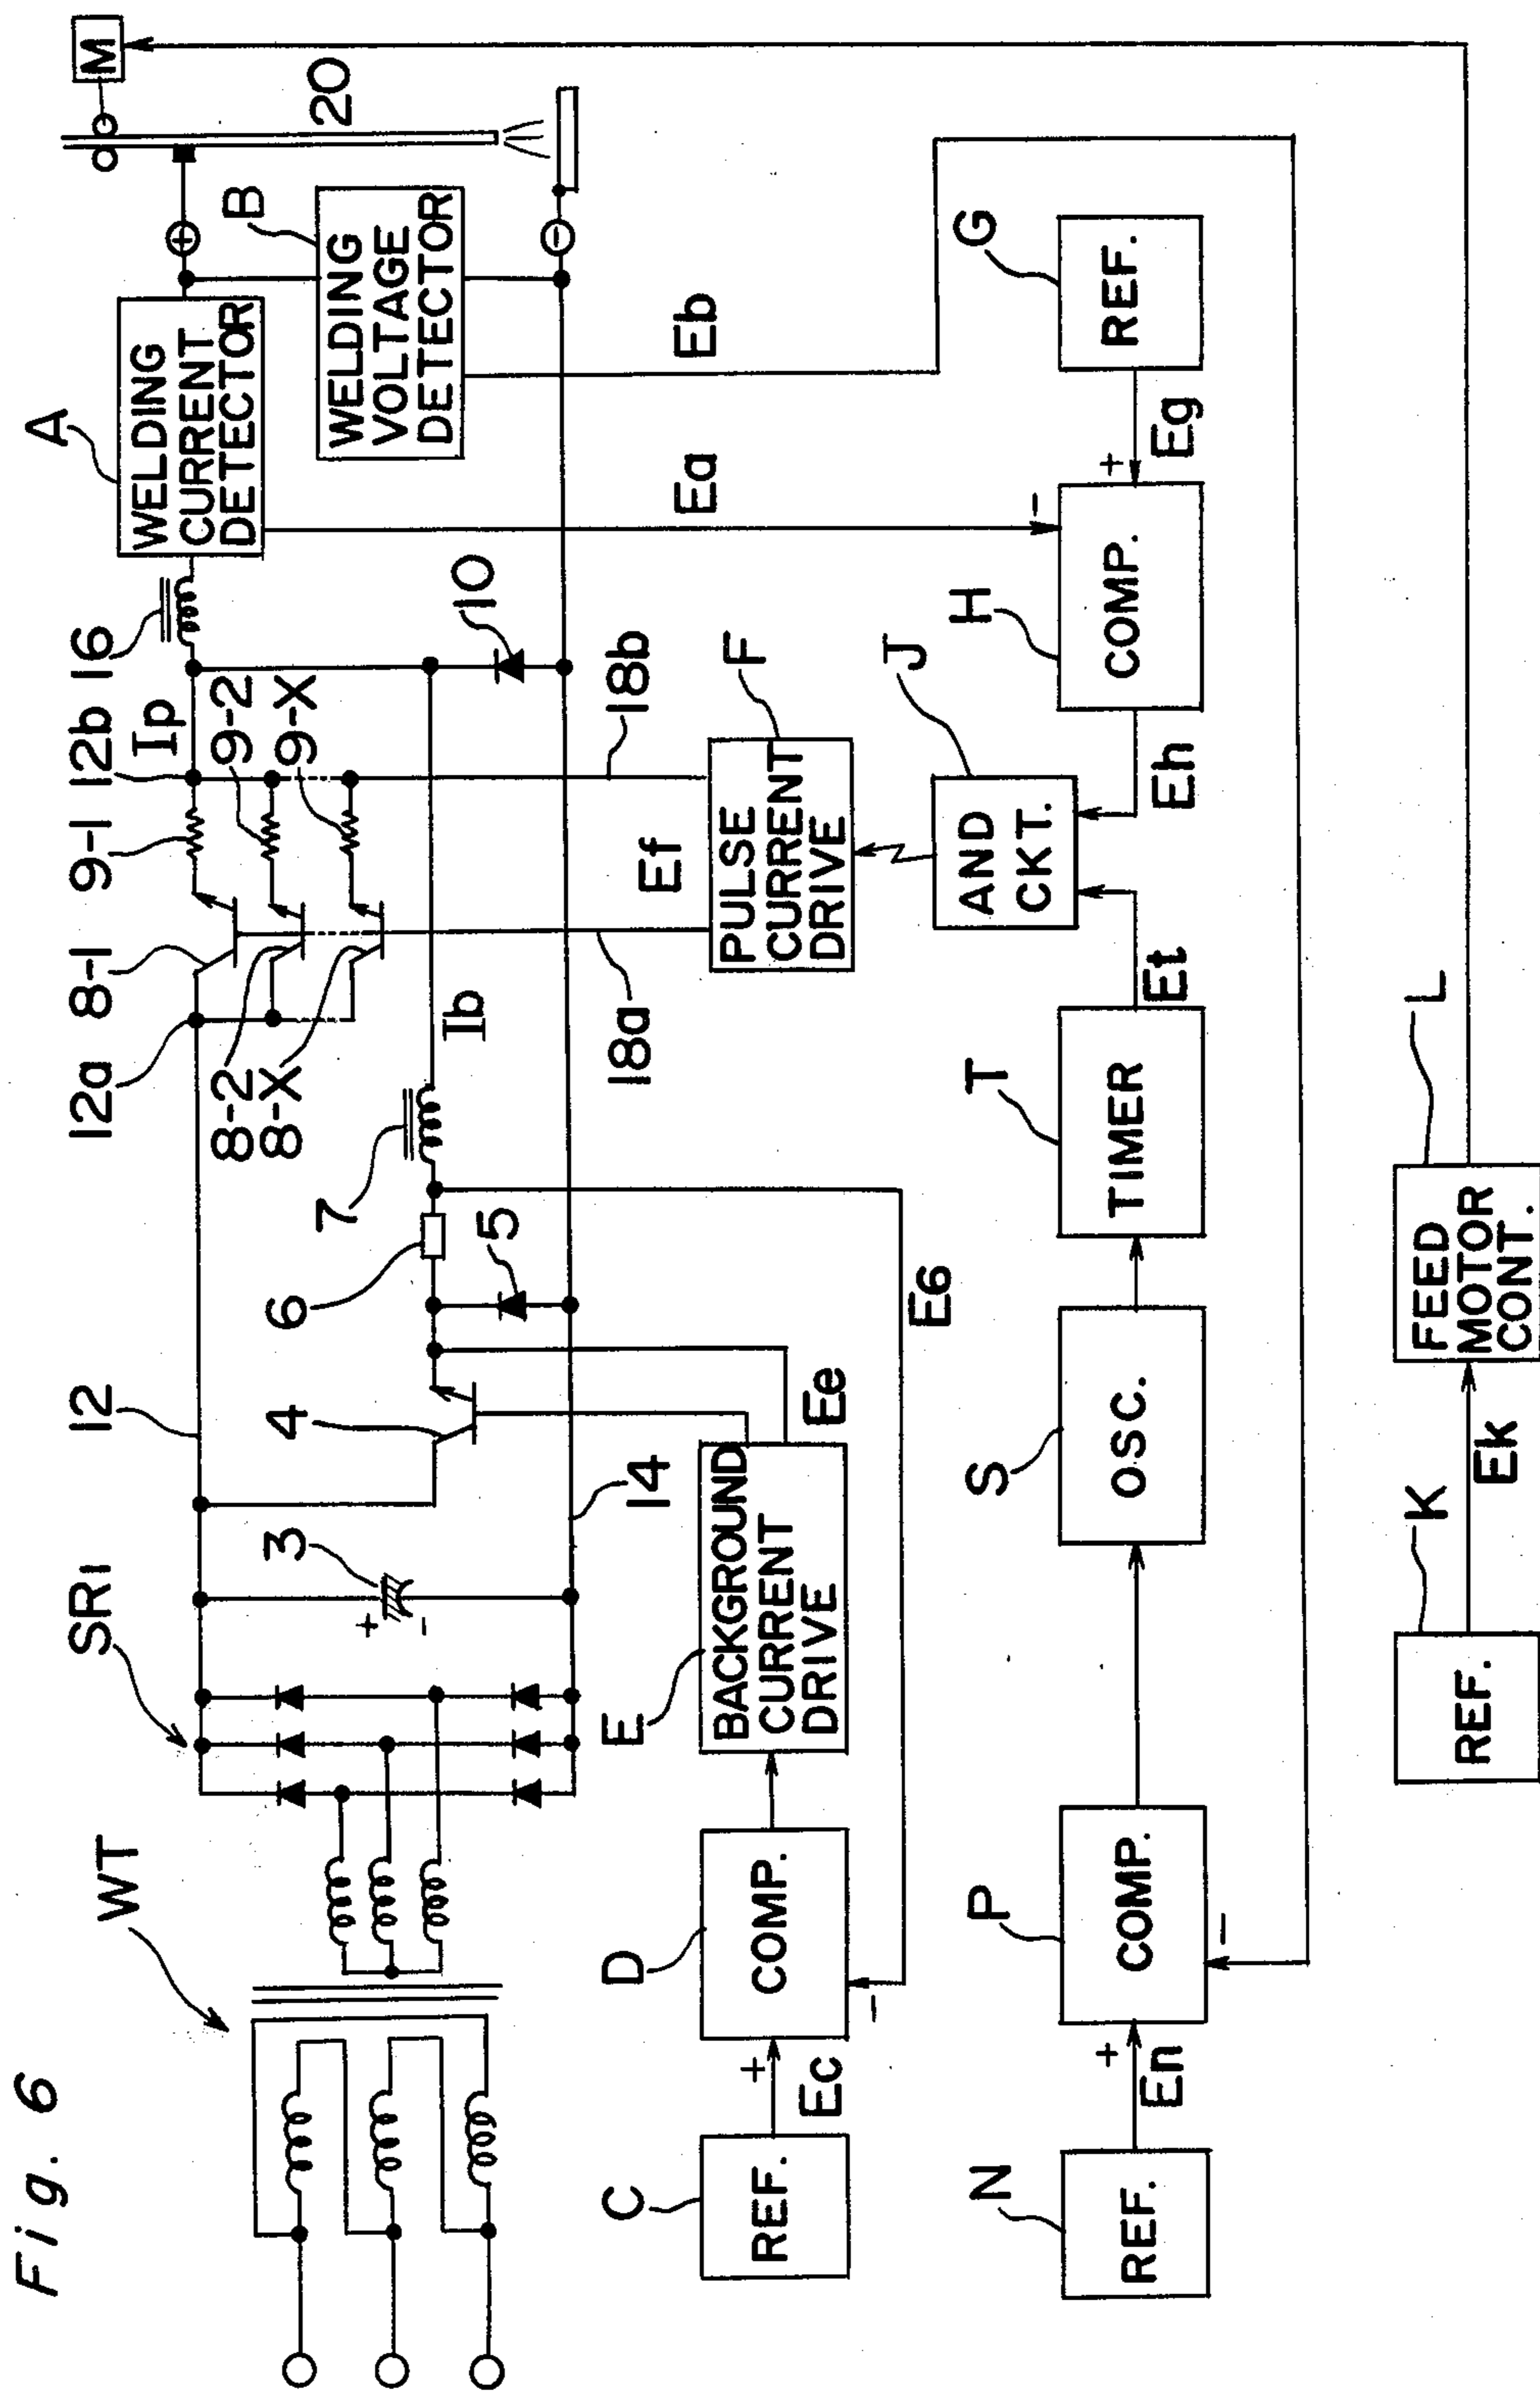 Fig. 6
WT
SR1
12
12a
8-1
9-1
12b
16
A
M
WELDING
CURRENT
DETECTOR
Ip
8-2
9-2
8-X
9-X
+
20
B
WELDING
VOLTAGE
DETECTOR
-
3
+
-
4
6
7
5
Ib
10
14
18a
18b
Ef
Ea
Eb
C
REF.
+
Ec
D
COMP.
-
E
BACKGROUND
CURRENT
DRIVE
Ee
E6
F
PULSE
CURRENT
DRIVE
J
AND
CKT.
N
REF.
+
En
P
COMP.
-
S
OSC.
T
TIMER
Et
Eh
H
COMP.
-
+
Eg
G
REF.
K
REF.
Ek
L
FEED
MOTOR
CONT.